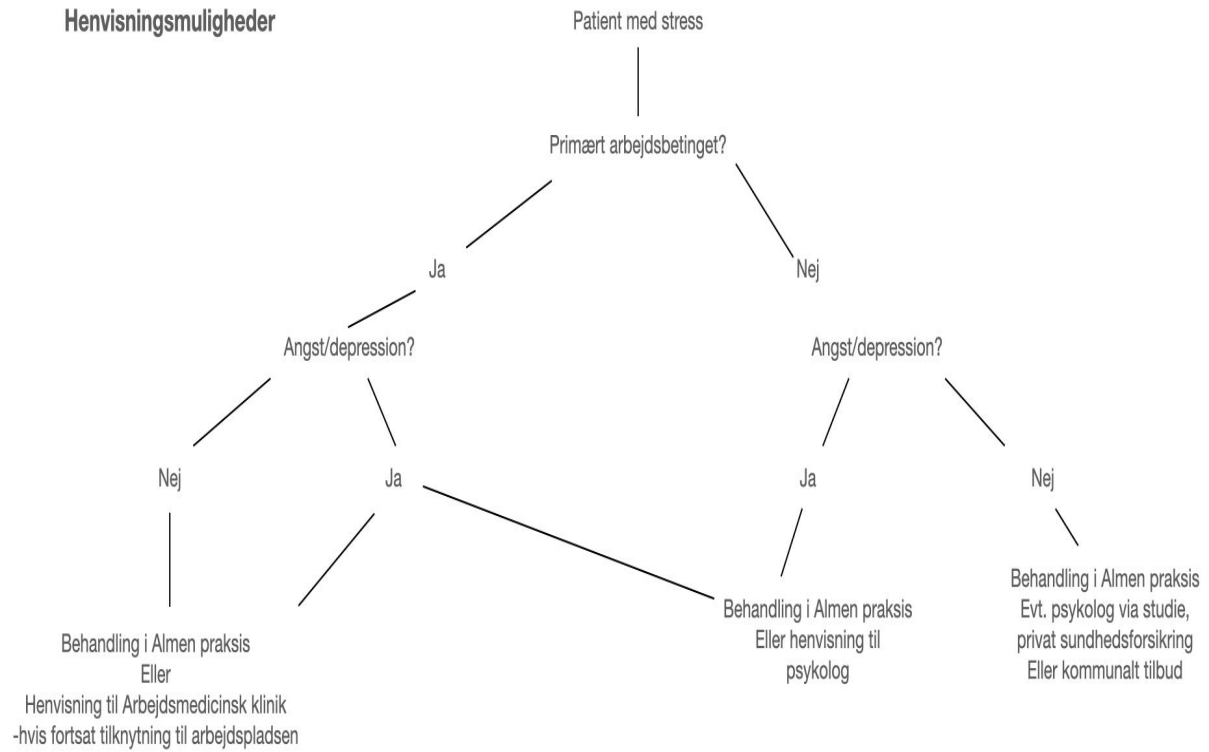 Henvisningsmuligheder
Patient med stress
Primært arbejdsbetinget?
Ja
Nej
Angst/depression?
Angst/depression?
Nej
Ja
Ja
Nej
Behandling i Almen praksis
Eller
Henvisning til Arbejdsmedicinsk klinik
-hvis fortsat tilknytning til arbejdspladsen
Behandling i Almen praksis
Eller henvisning til
psykolog
Behandling i Almen praksis
Evt. psykolog via studie,
privat sundhedsforsikring
Eller kommunalt tilbud